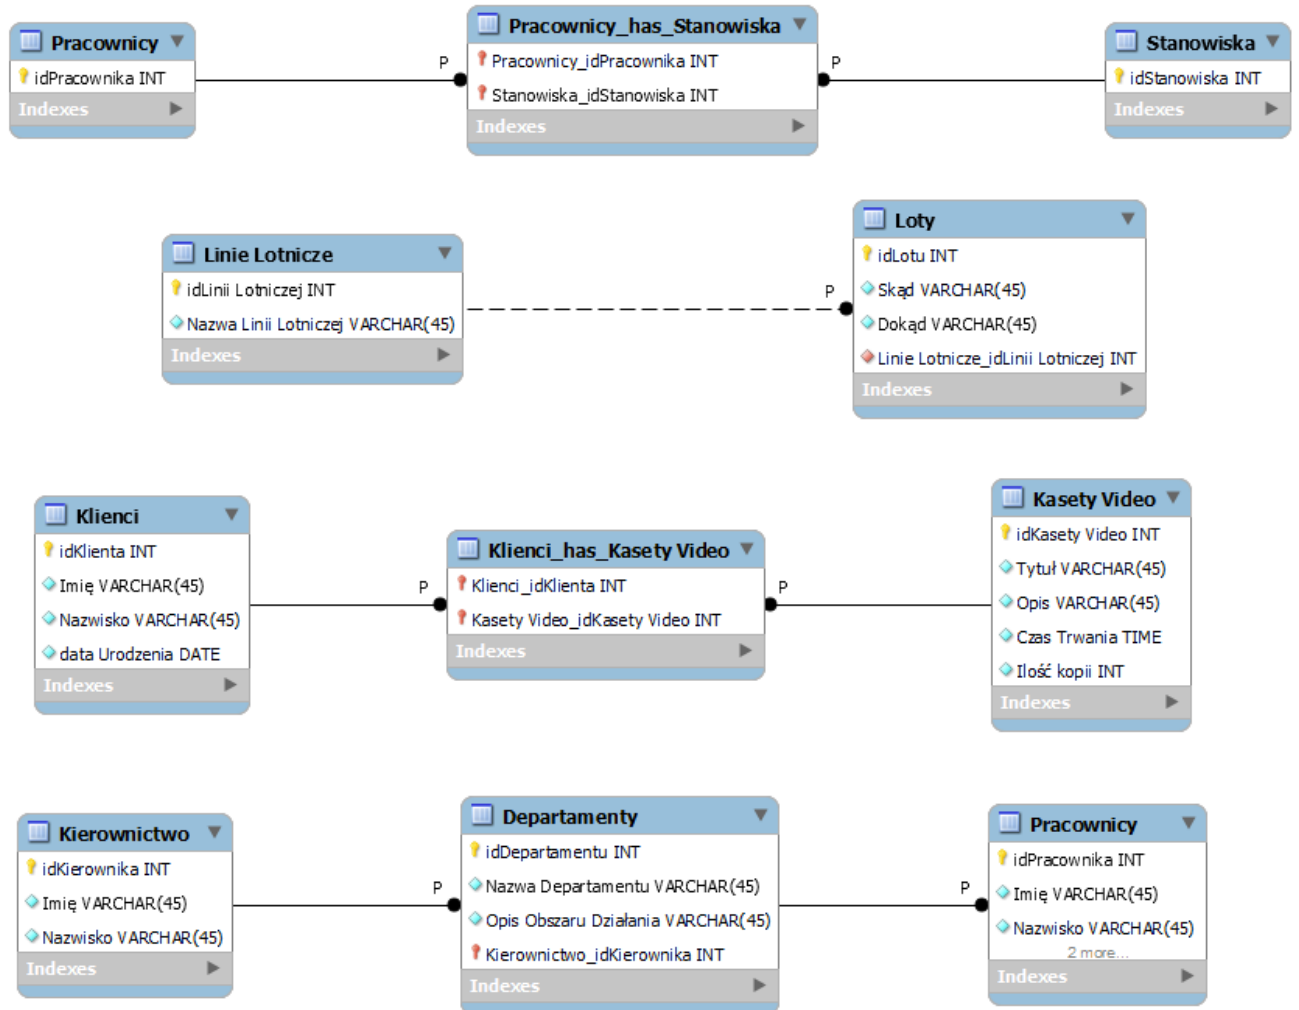 Pracownicy
idPracownika INT
Indexes
P
Pracownicy_has_Stanowiska
Pracownicy_idPracownika INT
Stanowiska_idStanowiska INT
Indexes
P
Stanowiska
idStanowiska INT
Indexes
Linie Lotnicze
idLinii Lotniczej INT
Nazwa Linii Lotniczej VARCHAR(45)
Indexes
P
Loty
idLotu INT
Skąd VARCHAR(45)
Dokąd VARCHAR(45)
Linie Lotnicze_idLinii Lotniczej INT
Indexes
Klienci
idKlienta INT
Imię VARCHAR(45)
Nazwisko VARCHAR(45)
data Urodzenia DATE
Indexes
P
Klienci_has_Kasety Video
Klienci_idKlienta INT
Kasety Video_idKasety Video INT
Indexes
P
Kasety Video
idKasety Video INT
Tytuł VARCHAR(45)
Opis VARCHAR(45)
Czas Trwania TIME
Ilość kopii INT
Indexes
Kierownictwo
idKierownika INT
Imię VARCHAR(45)
Nazwisko VARCHAR(45)
Indexes
P
Departamenty
idDepartamentu INT
Nazwa Departamentu VARCHAR(45)
Opis Obszaru Działania VARCHAR(45)
Kierownictwo_idKierownika INT
Indexes
P
Pracownicy
idPracownika INT
Imię VARCHAR(45)
Nazwisko VARCHAR(45)
2 more...
Indexes